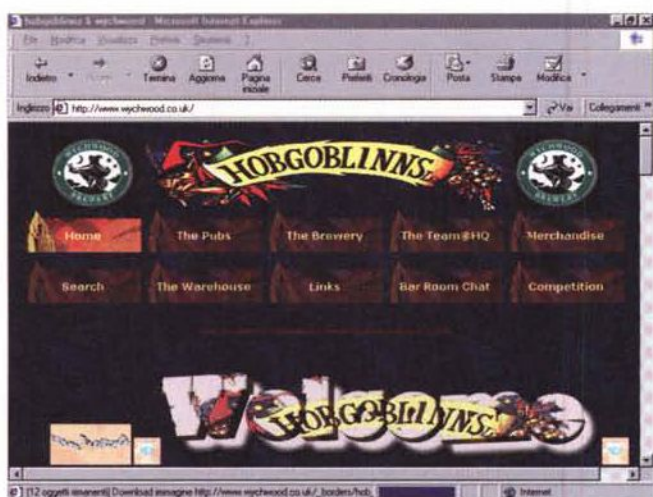 hobgoblinns & wychwood - Microsoft Internet Explorer
File Modifica Visualizza Preferiti Strumenti ?
Indietro Termina Aggiorna Pagina iniziale Cerca Preferiti Cronologia Posta Stampa Modifica
Indirizzo http://www.wychwood.co.uk/ Vai Collegamenti »
WYCHWOOD BREWERY
HOBGOBLINNS
WYCHWOOD BREWERY
Home The Pubs The Brewery The Team@HQ Merchandise
Search The Warehouse Links Bar Room Chat Competition
Welcome
HOBGOBLINNS
(12 oggetti rimanenti) Download immagine http://www.wychwood.co.uk/_borders/hob_ Internet